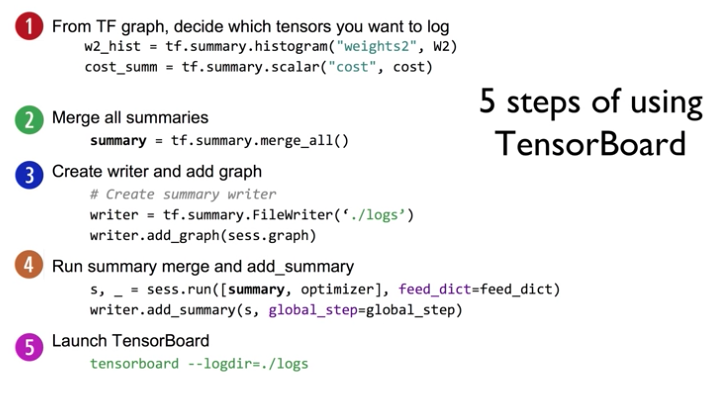 1 From TF graph, decide which tensors you want to log
w2_hist = tf.summary.histogram("weights2", W2)
cost_summ = tf.summary.scalar("cost", cost)
5 steps of using
TensorBoard
2 Merge all summaries
summary = tf.summary.merge_all()
3 Create writer and add graph
# Create summary writer
writer = tf.summary.FileWriter(‘./logs’)
writer.add_graph(sess.graph)
4 Run summary merge and add_summary
s, _ = sess.run([summary, optimizer], feed_dict=feed_dict)
writer.add_summary(s, global_step=global_step)
5 Launch TensorBoard
tensorboard --logdir=./logs